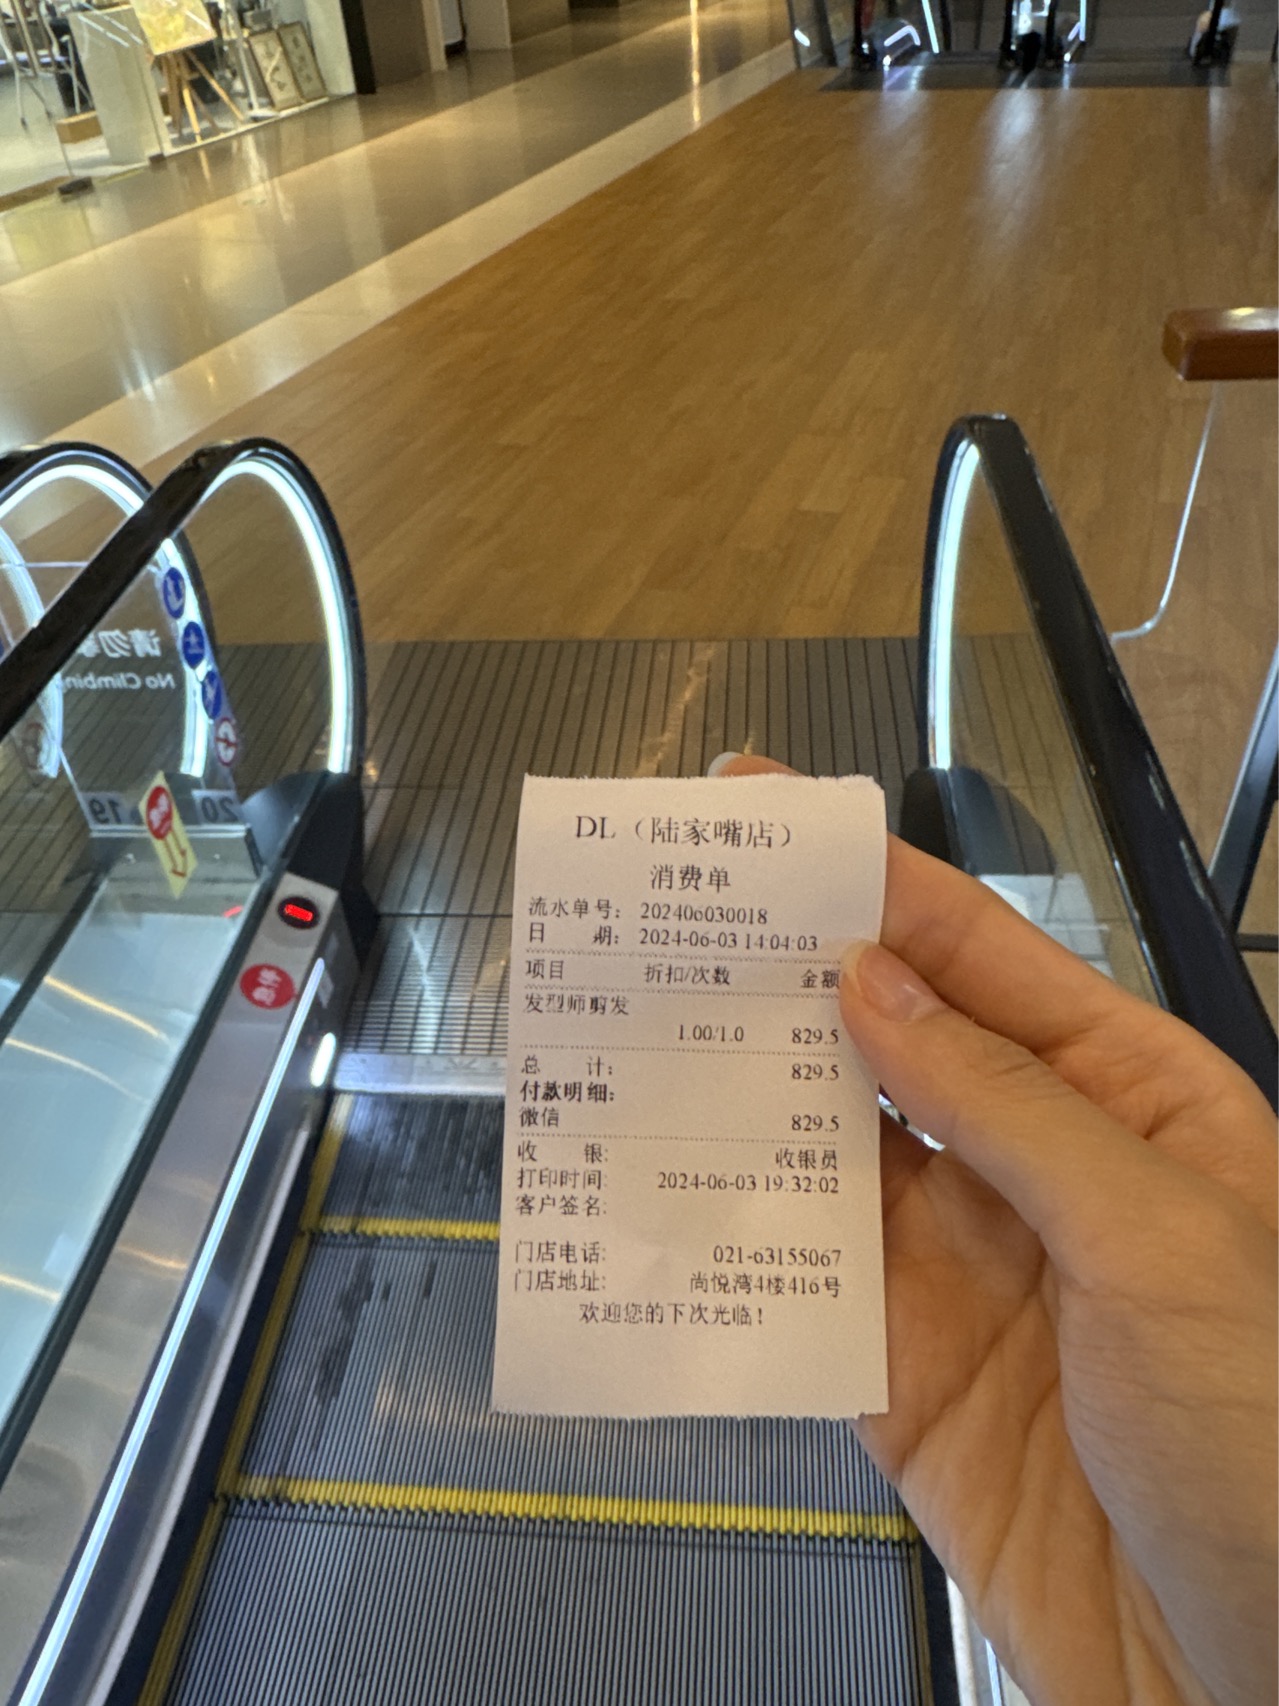 DL（陆家嘴店）
消费单
流水单号： 202406030018
日 期： 2024-06-03 14:04:03
项目 折扣/次数 金额
发型师剪发
1.00/1.0 829.5
总 计： 829.5
付款明细：
微信 829.5
收 银: 收银员
打印时间: 2024-06-03 19:32:02
客户签名:
门店电话: 021-63155067
门店地址: 尚悦湾4楼416号
欢迎您的下次光临！
请勿
No Climbing
19
20